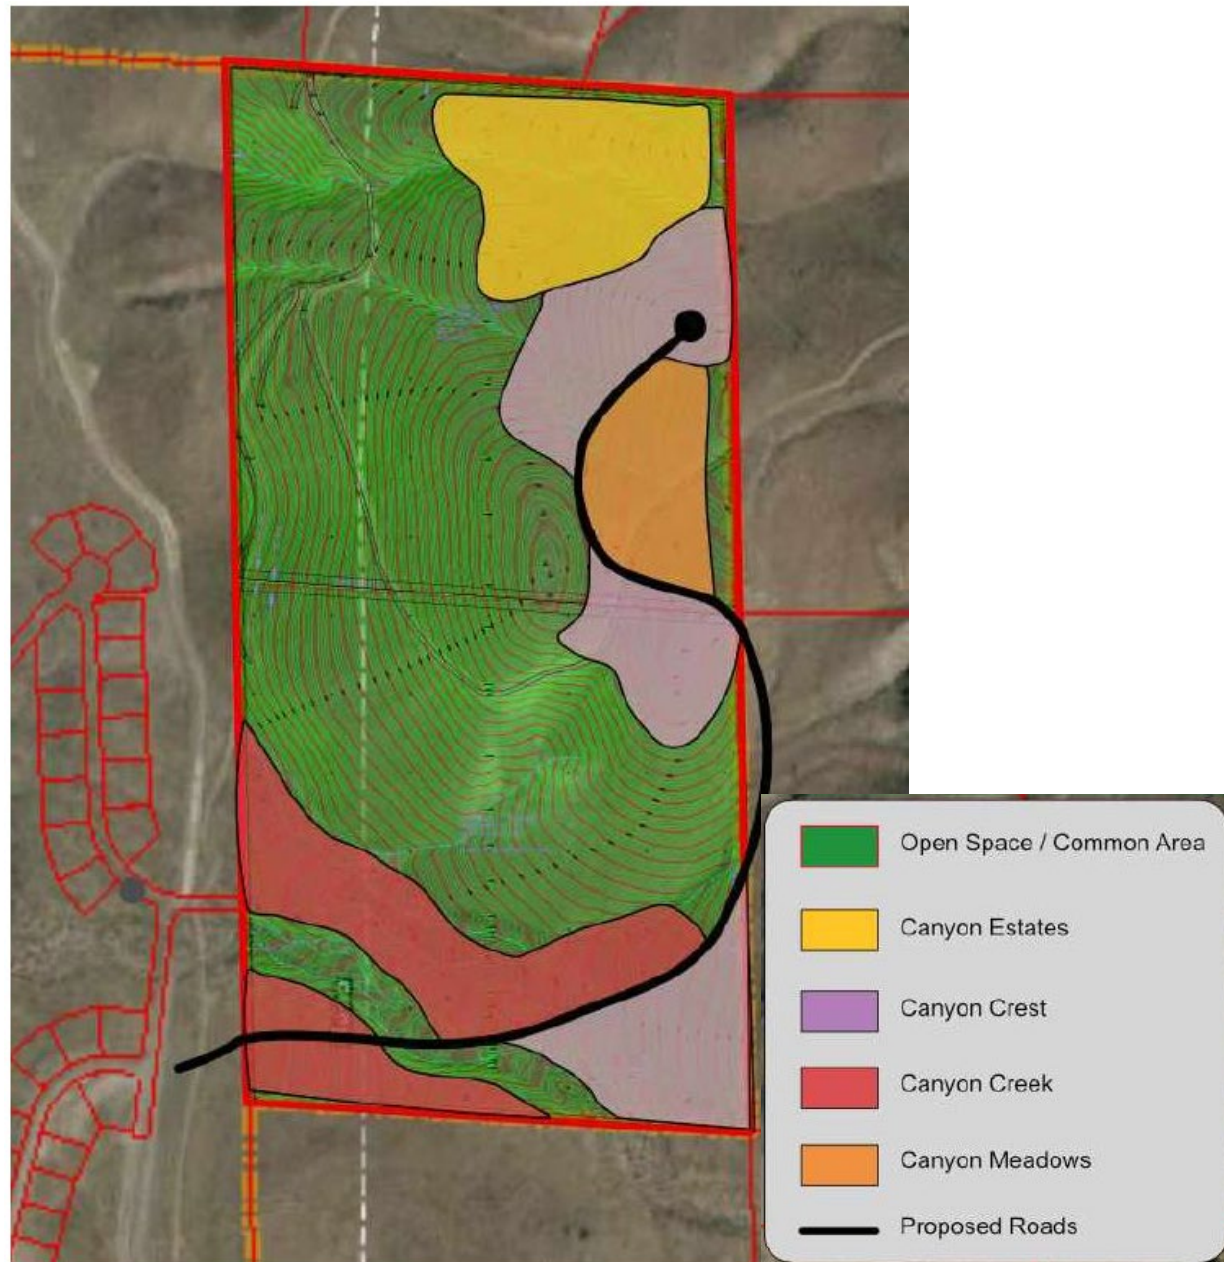 Open Space / Common Area
Canyon Estates
Canyon Crest
Canyon Creek
Canyon Meadows
Proposed Roads